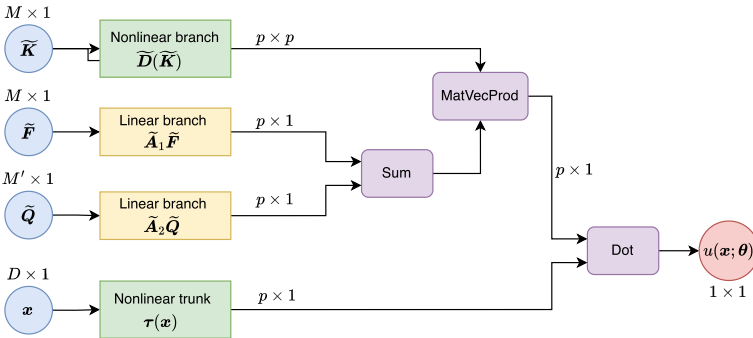 M × 1
K̃
Nonlinear branch
D̃(K̃)
p × p
M × 1
F̃
Linear branch
Ã₁F̃
p × 1
MatVecProd
M′ × 1
Q̃
Linear branch
Ã₂Q̃
p × 1
Sum
p × 1
D × 1
x
Nonlinear trunk
τ(x)
p × 1
Dot
u(x; θ)
1 × 1